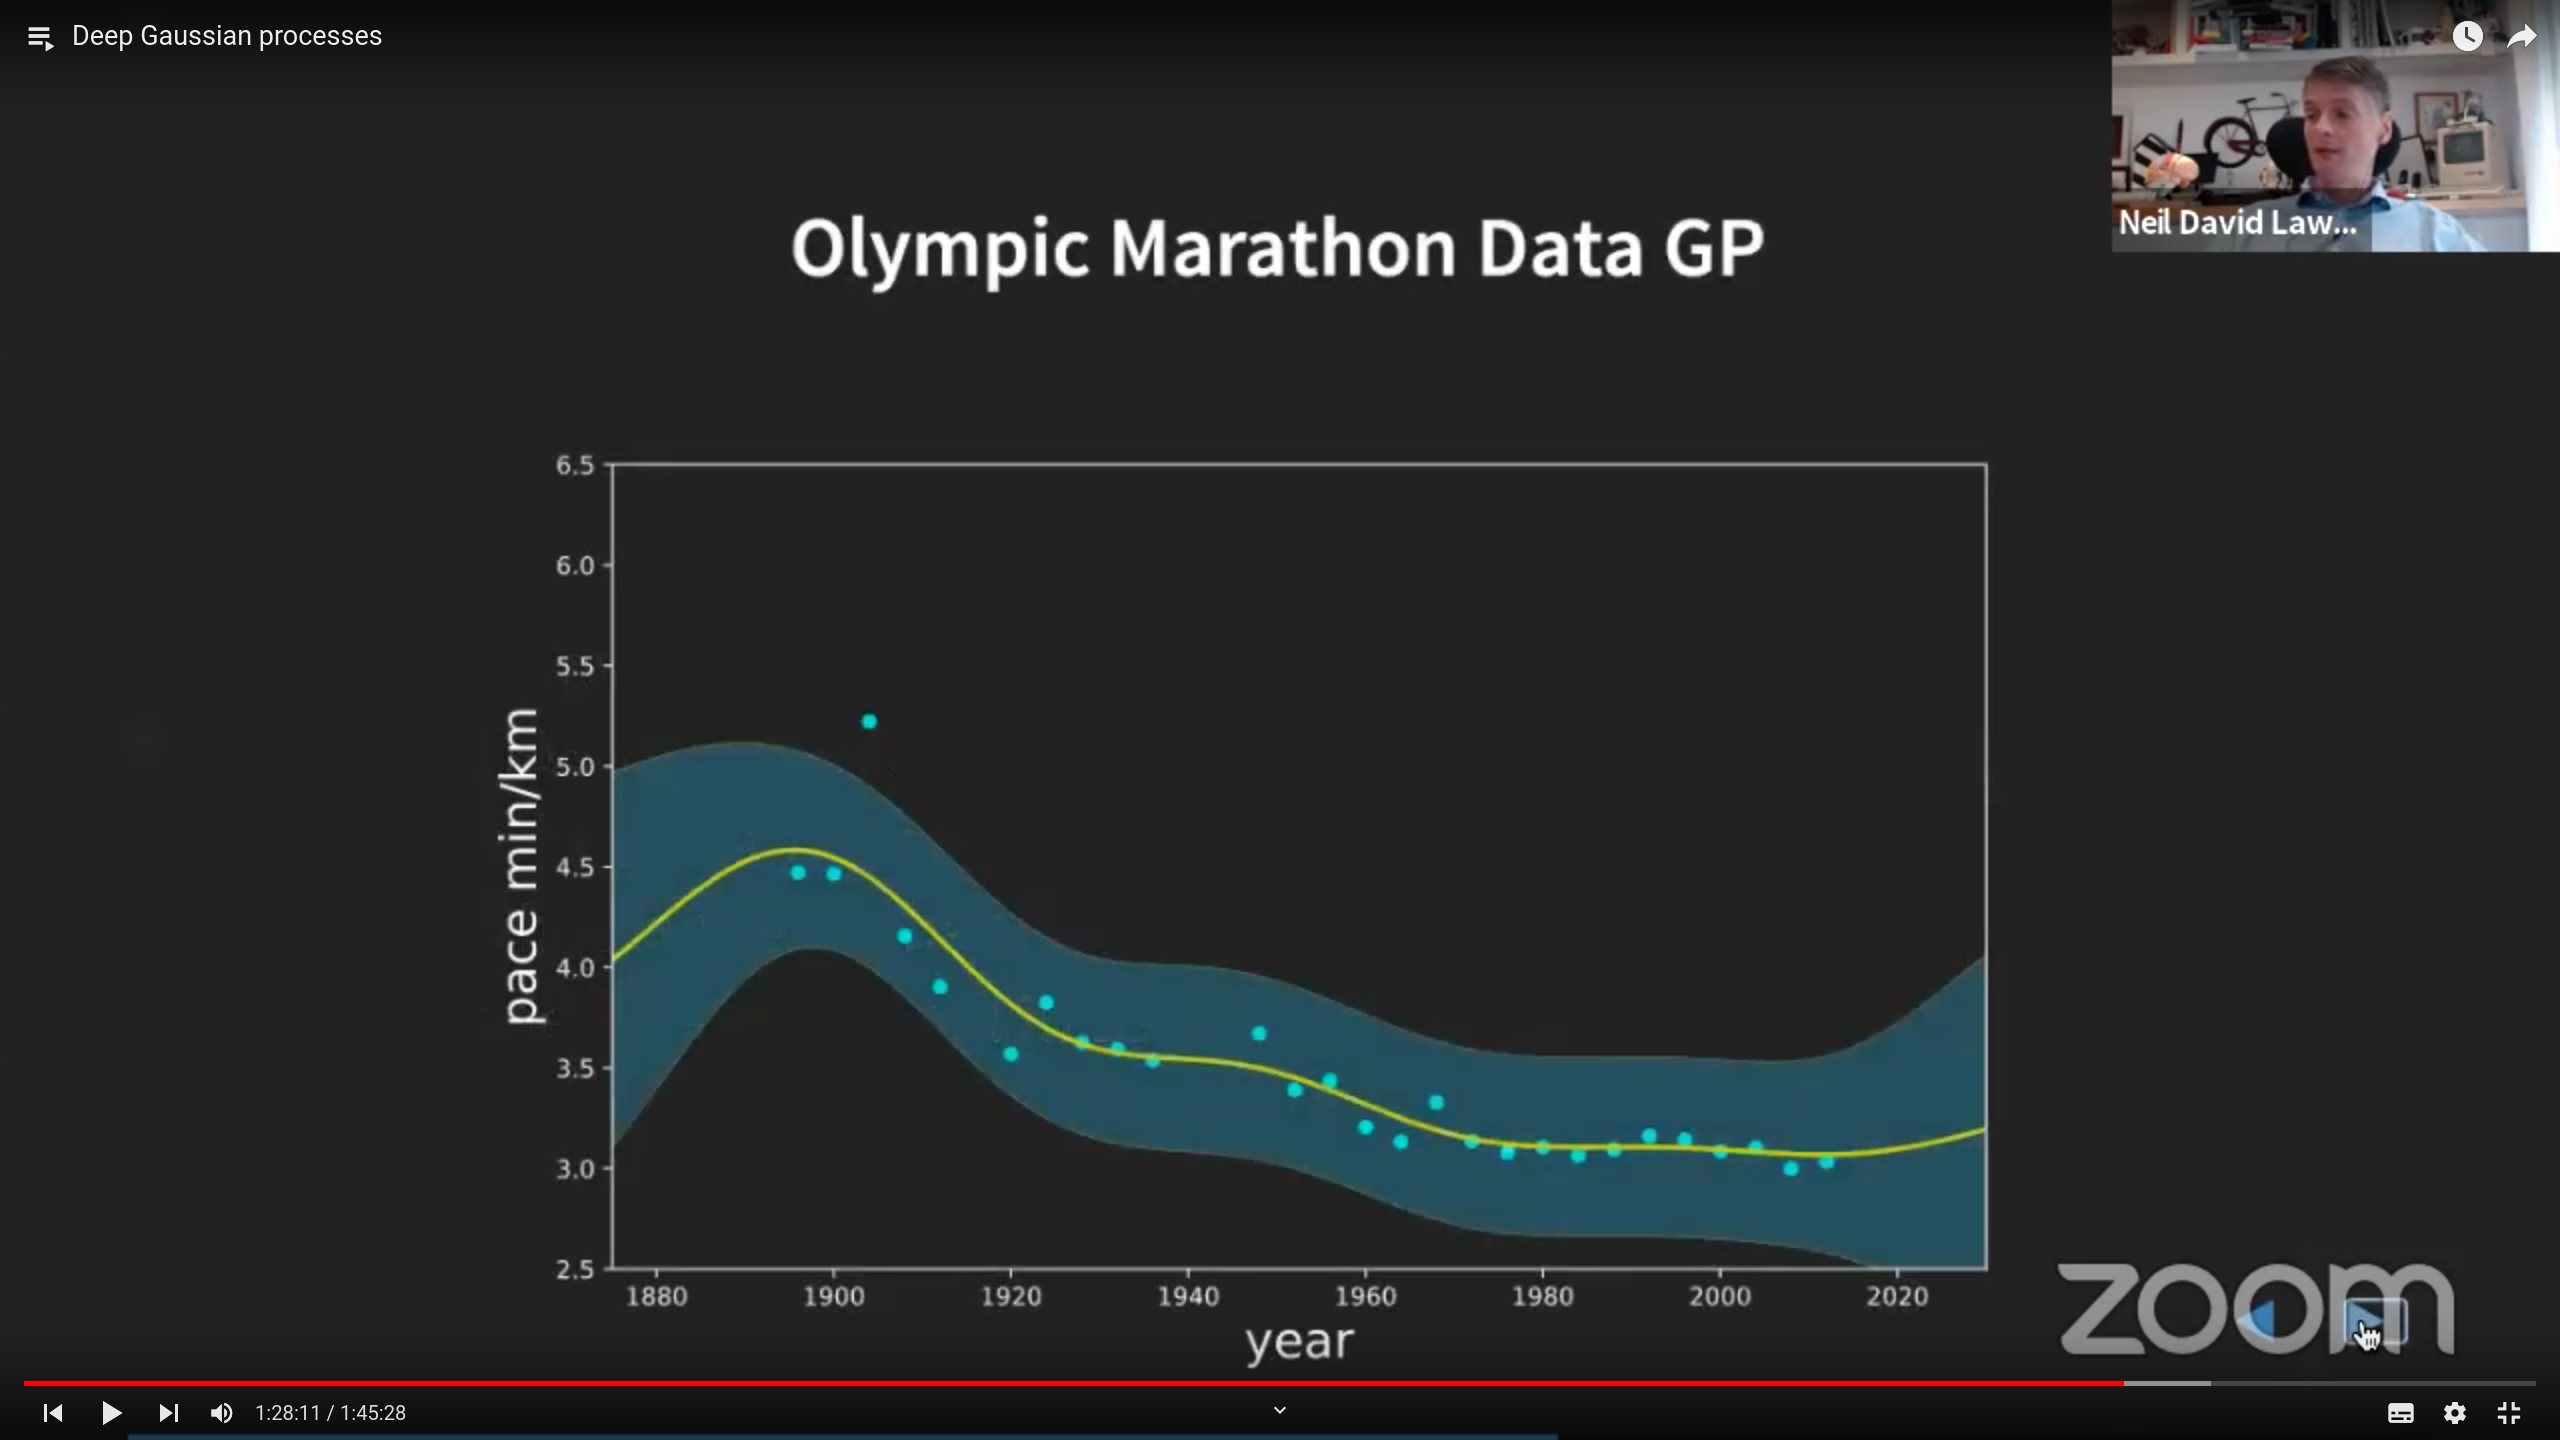 Deep Gaussian processes
Neil David Law...
Olympic Marathon Data GP
6.5
6.0
5.5
5.0
4.5
4.0
3.5
3.0
2.5
pace min/km
1880 1900 1920 1940 1960 1980 2000 2020
year
zoom
1:28:11 / 1:45:28